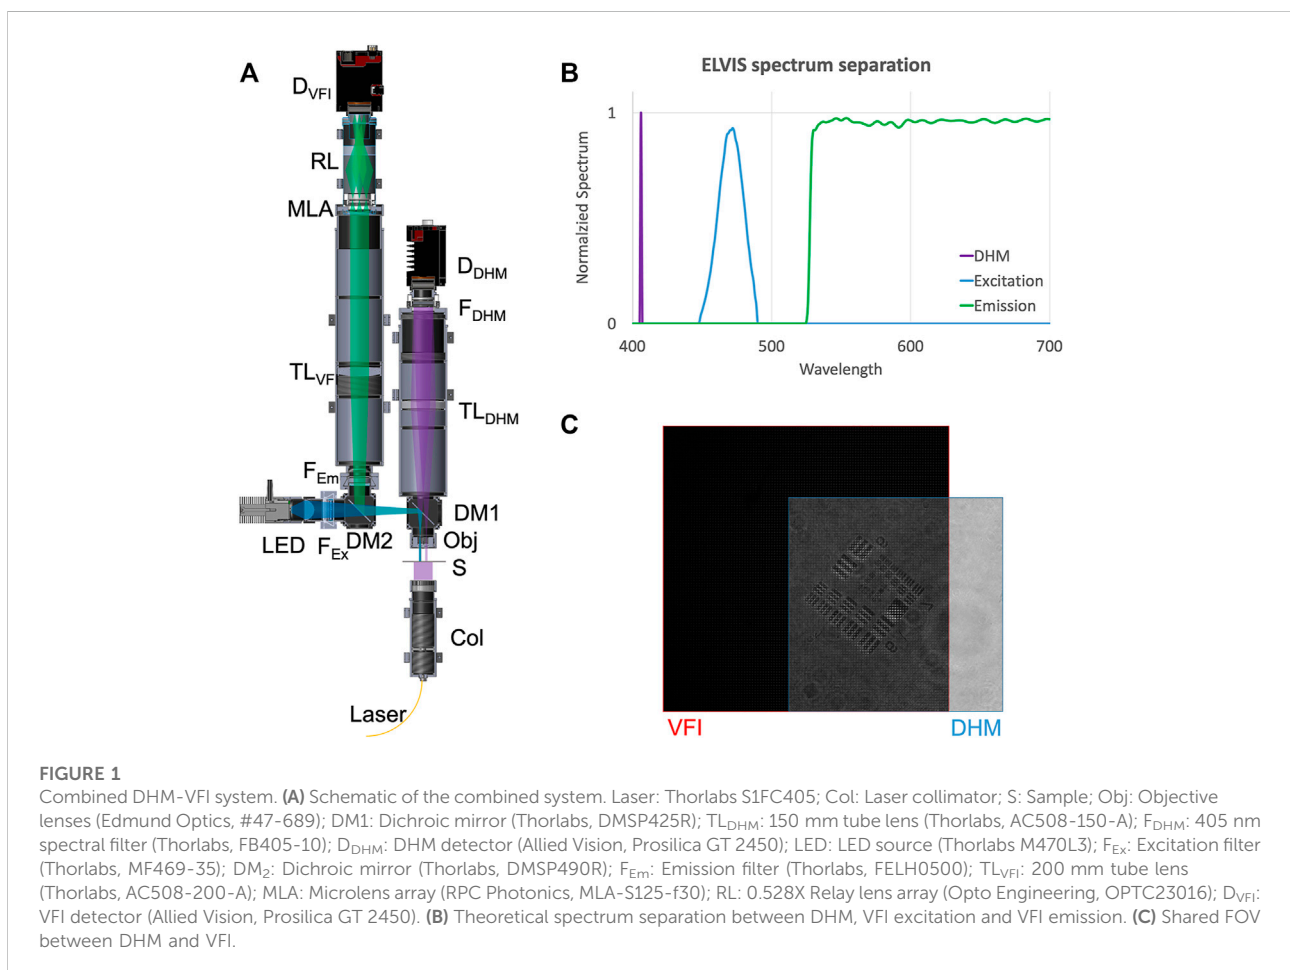 A
D_VFI
RL
MLA
D_DHM
F_DHM
TL_VF
TL_DHM
F_Em
DM1
LED
F_Ex
DM2
Obj
S
Col
Laser
B
ELVIS spectrum separation
1
Normalzied Spectrum
DHM
Excitation
Emission
0
400
500
600
700
Wavelength
C
VFI
DHM
FIGURE 1
Combined DHM-VFI system. (A) Schematic of the combined system. Laser: Thorlabs S1FC405; Col: Laser collimator; S: Sample; Obj: Objective
lenses (Edmund Optics, #47-689); DM1: Dichroic mirror (Thorlabs, DMSP425R); TL_DHM: 150 mm tube lens (Thorlabs, AC508-150-A); F_DHM: 405 nm
spectral filter (Thorlabs, FB405-10); D_DHM: DHM detector (Allied Vision, Prosilica GT 2450); LED: LED source (Thorlabs M470L3); F_Ex: Excitation filter
(Thorlabs, MF469-35); DM_2: Dichroic mirror (Thorlabs, DMSP490R); F_Em: Emission filter (Thorlabs, FELH0500); TL_VFI: 200 mm tube lens
(Thorlabs, AC508-200-A); MLA: Microlens array (RPC Photonics, MLA-S125-f30); RL: 0.528X Relay lens array (Opto Engineering, OPTC23016); D_VFI:
VFI detector (Allied Vision, Prosilica GT 2450). (B) Theoretical spectrum separation between DHM, VFI excitation and VFI emission. (C) Shared FOV
between DHM and VFI.